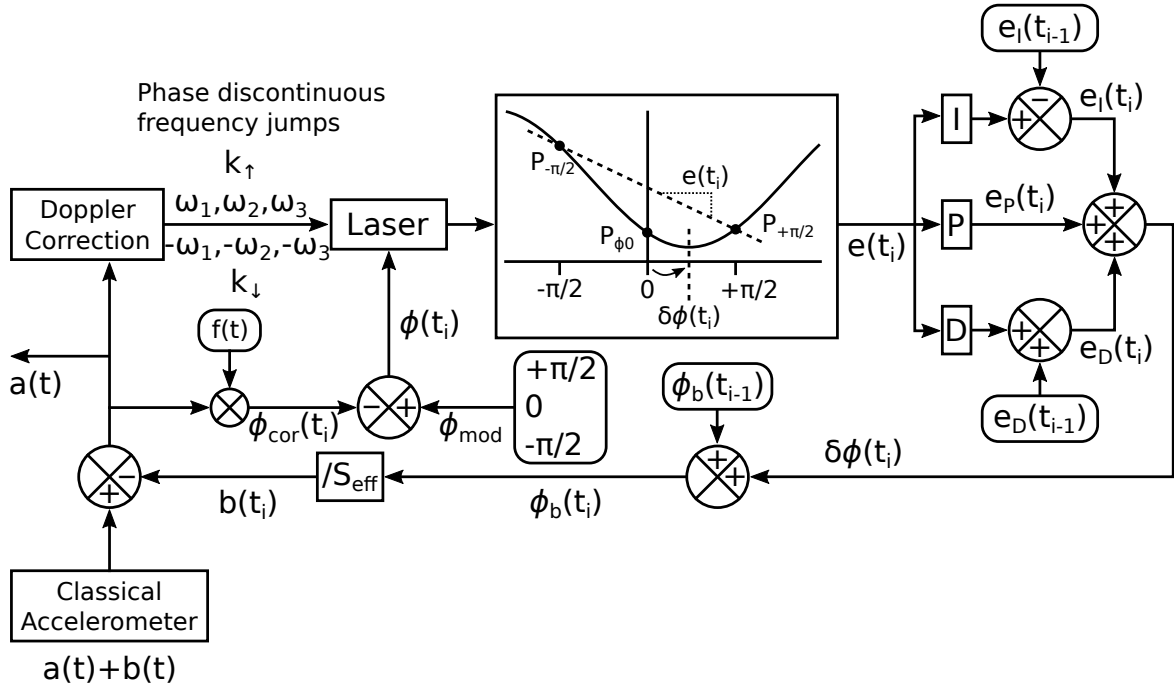 Phase discontinuous
frequency jumps
k↑
ω₁,ω₂,ω₃
-ω₁,-ω₂,-ω₃
k↓
Doppler
Correction
Laser
P-π/2
Pϕ0
P+π/2
e(tᵢ)
-π/2
0
+π/2
δϕ(tᵢ)
e(tᵢ)
I
P
D
eI(ti-1)
-
+
eI(tᵢ)
eP(tᵢ)
+
+
+
+
+
+
eD(tᵢ)
eD(ti-1)
a(t)
f(t)
ϕcor(tᵢ)
ϕ(tᵢ)
-
+
ϕmod
+π/2
0
-π/2
ϕb(ti-1)
+
+
δϕ(tᵢ)
ϕb(tᵢ)
/Seff
b(tᵢ)
-
+
Classical
Accelerometer
a(t)+b(t)